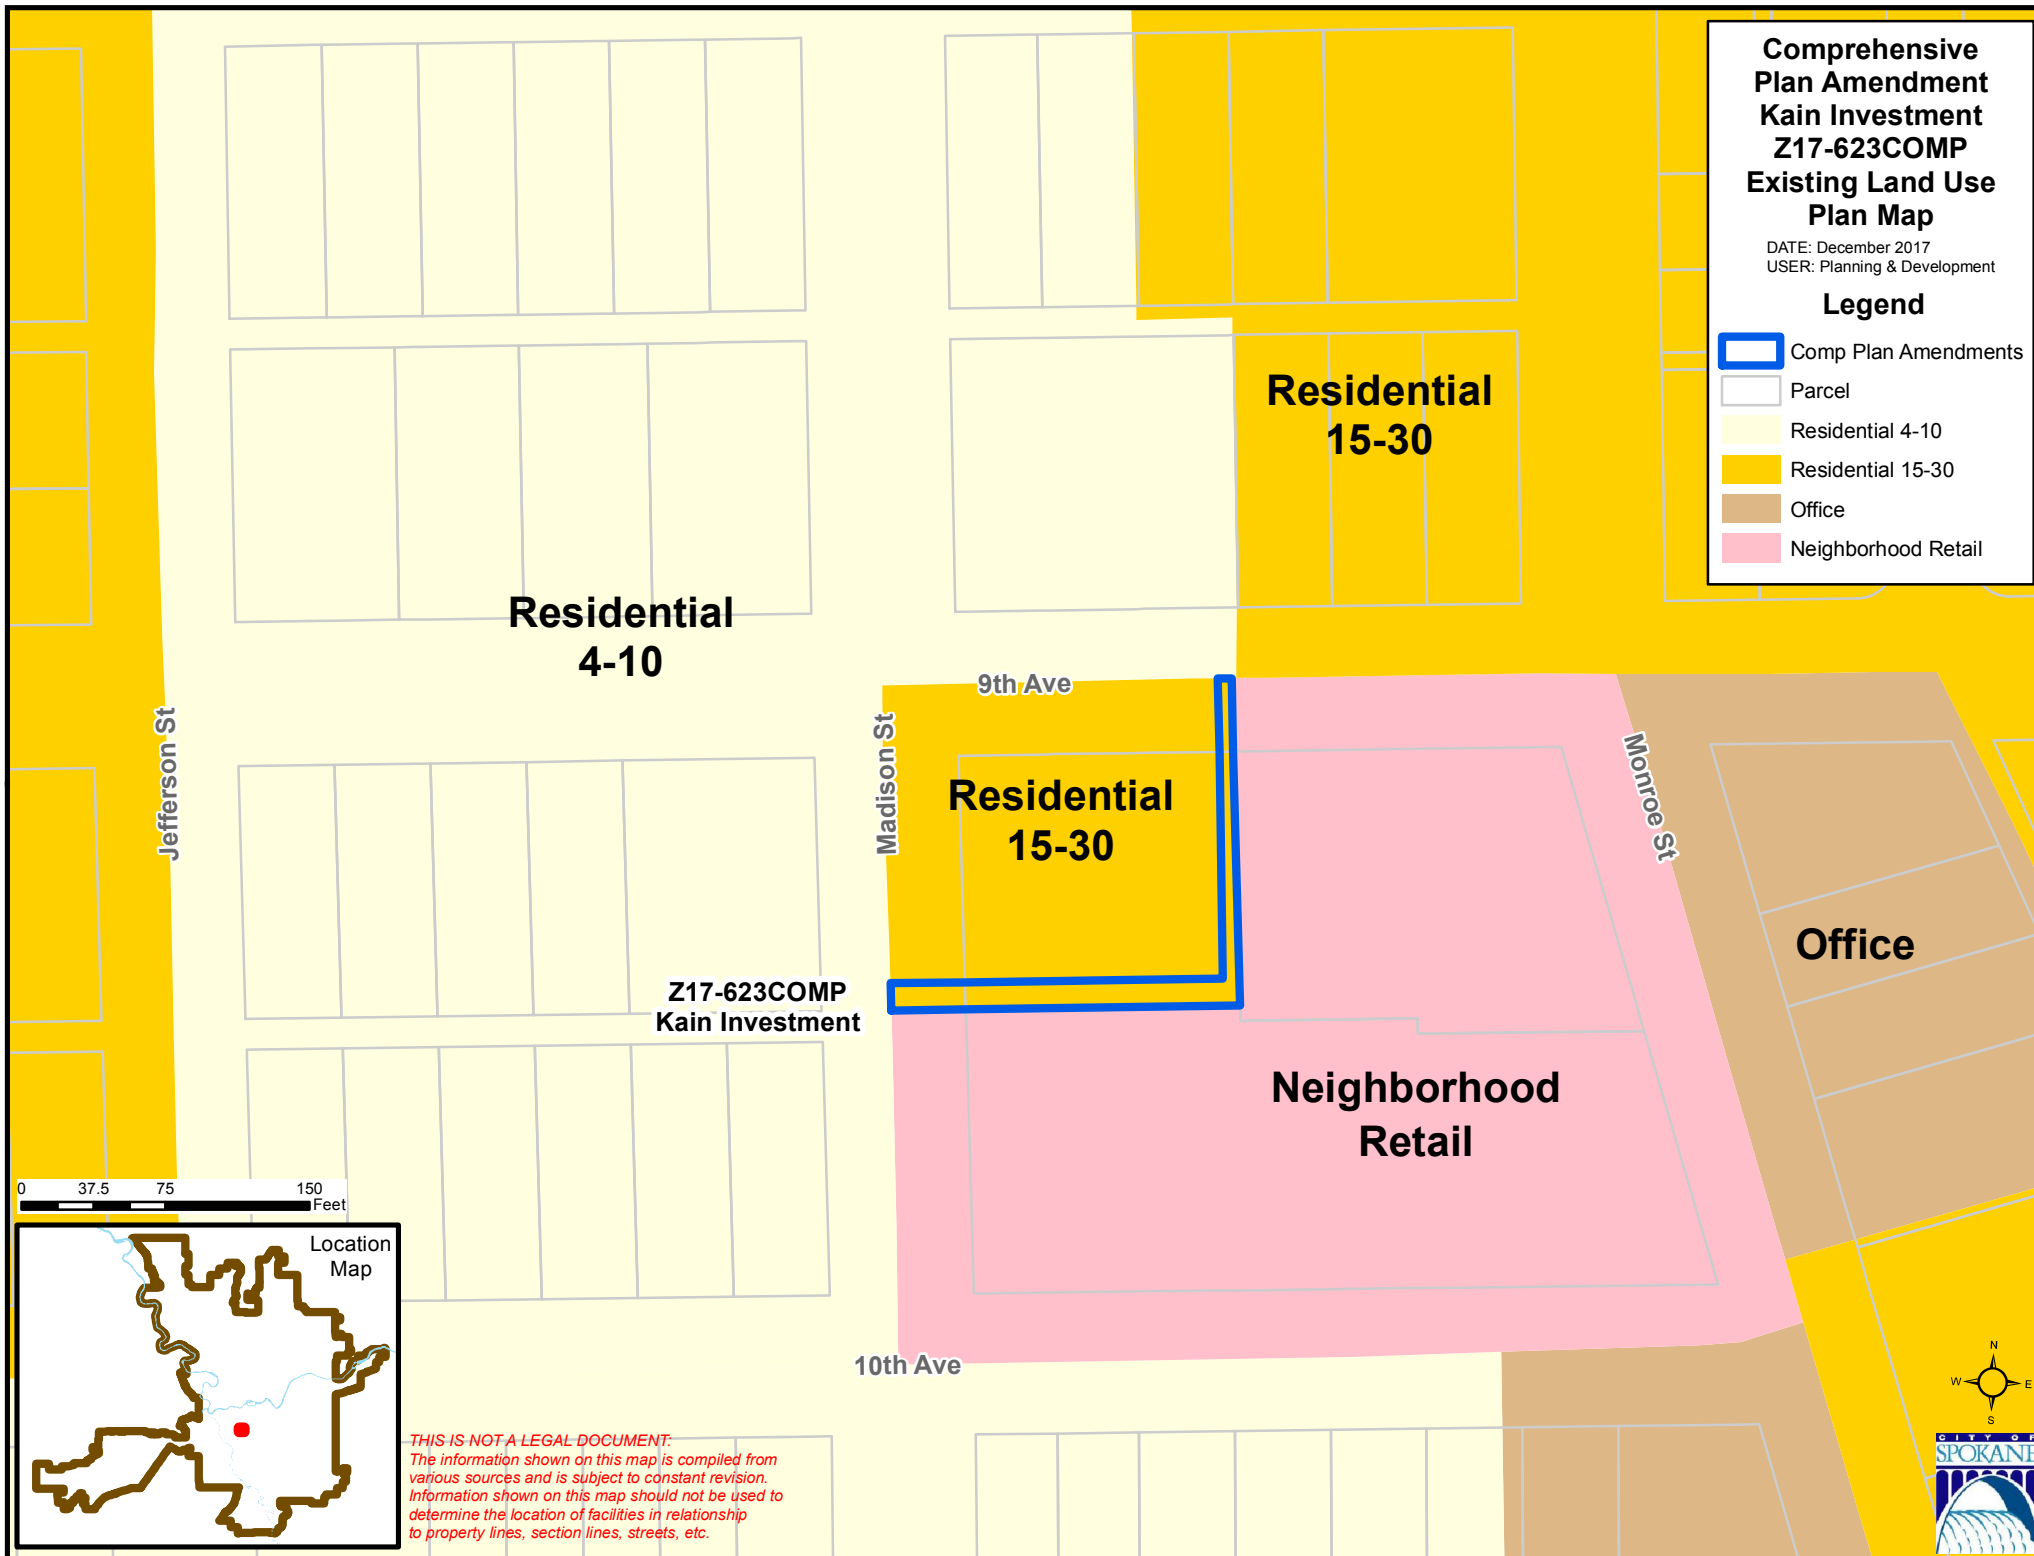 Comprehensive
Plan Amendment
Kain Investment
Z17-623COMP
Existing Land Use
Plan Map
DATE: December 2017
USER: Planning & Development
Legend
Comp Plan Amendments
Parcel
Residential 4-10
Residential 15-30
Office
Neighborhood Retail
Residential
15-30
Residential
4-10
9th Ave
Jefferson St
Madison St
Monroe St
Residential
15-30
Office
Z17-623COMP
Kain Investment
Neighborhood
Retail
10th Ave
0 37.5 75 150
Feet
Location
Map
THIS IS NOT A LEGAL DOCUMENT:
The information shown on this map is compiled from
various sources and is subject to constant revision.
Information shown on this map should not be used to
determine the location of facilities in relationship
to property lines, section lines, streets, etc.
N
W E
S
CITY OF
SPOKANE